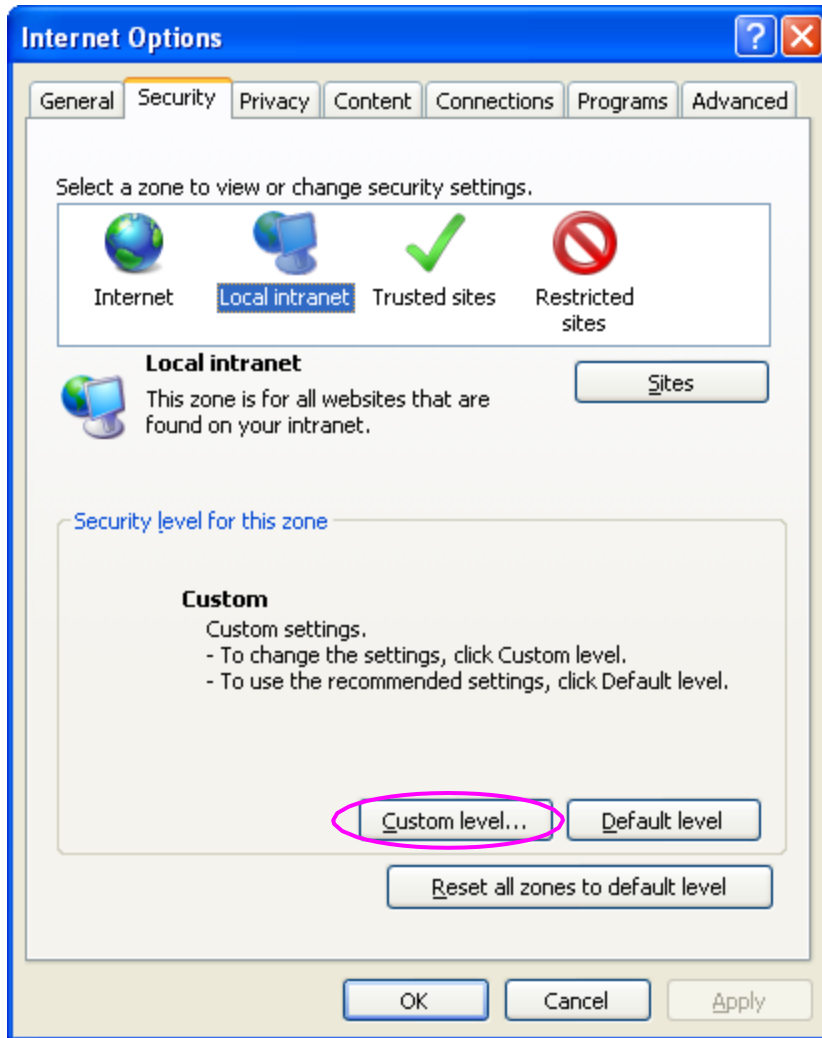 Internet Options
?
General Security Privacy Content Connections Programs Advanced
Select a zone to view or change security settings.
Internet Local intranet Trusted sites Restricted
sites
Local intranet
Sites
This zone is for all websites that are
found on your intranet.
Security level for this zone
Custom
Custom settings.
- To change the settings, click Custom level.
- To use the recommended settings, click Default level.
Custom level... Default level
Reset all zones to default level
OK Cancel Apply